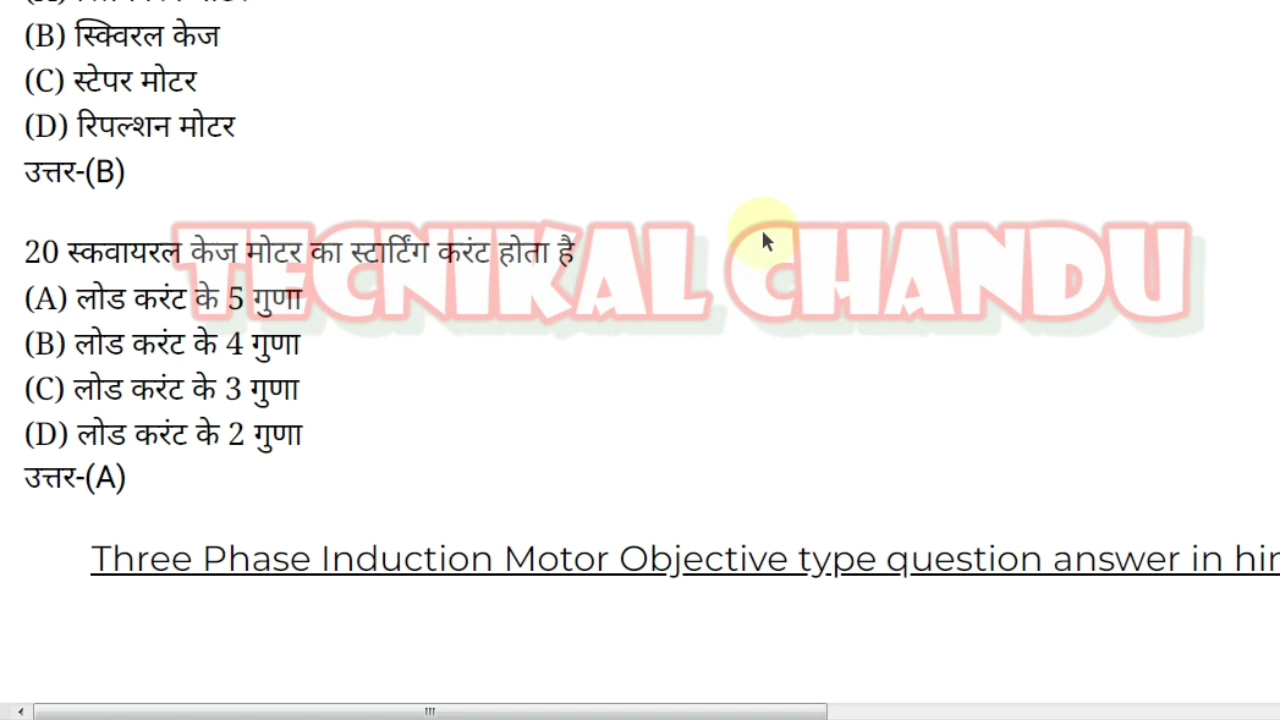 (B) स्क्विरल केज
(C) स्टेपर मोटर
(D) रिपल्शन मोटर
उत्तर-(B)
20 स्कवायरल केज मोटर का स्टार्टिंग करंट होता है
TECNIKAL CHANDU
(A) लोड करंट के 5 गुणा
(B) लोड करंट के 4 गुणा
(C) लोड करंट के 3 गुणा
(D) लोड करंट के 2 गुणा
उत्तर-(A)
Three Phase Induction Motor Objective type question answer in